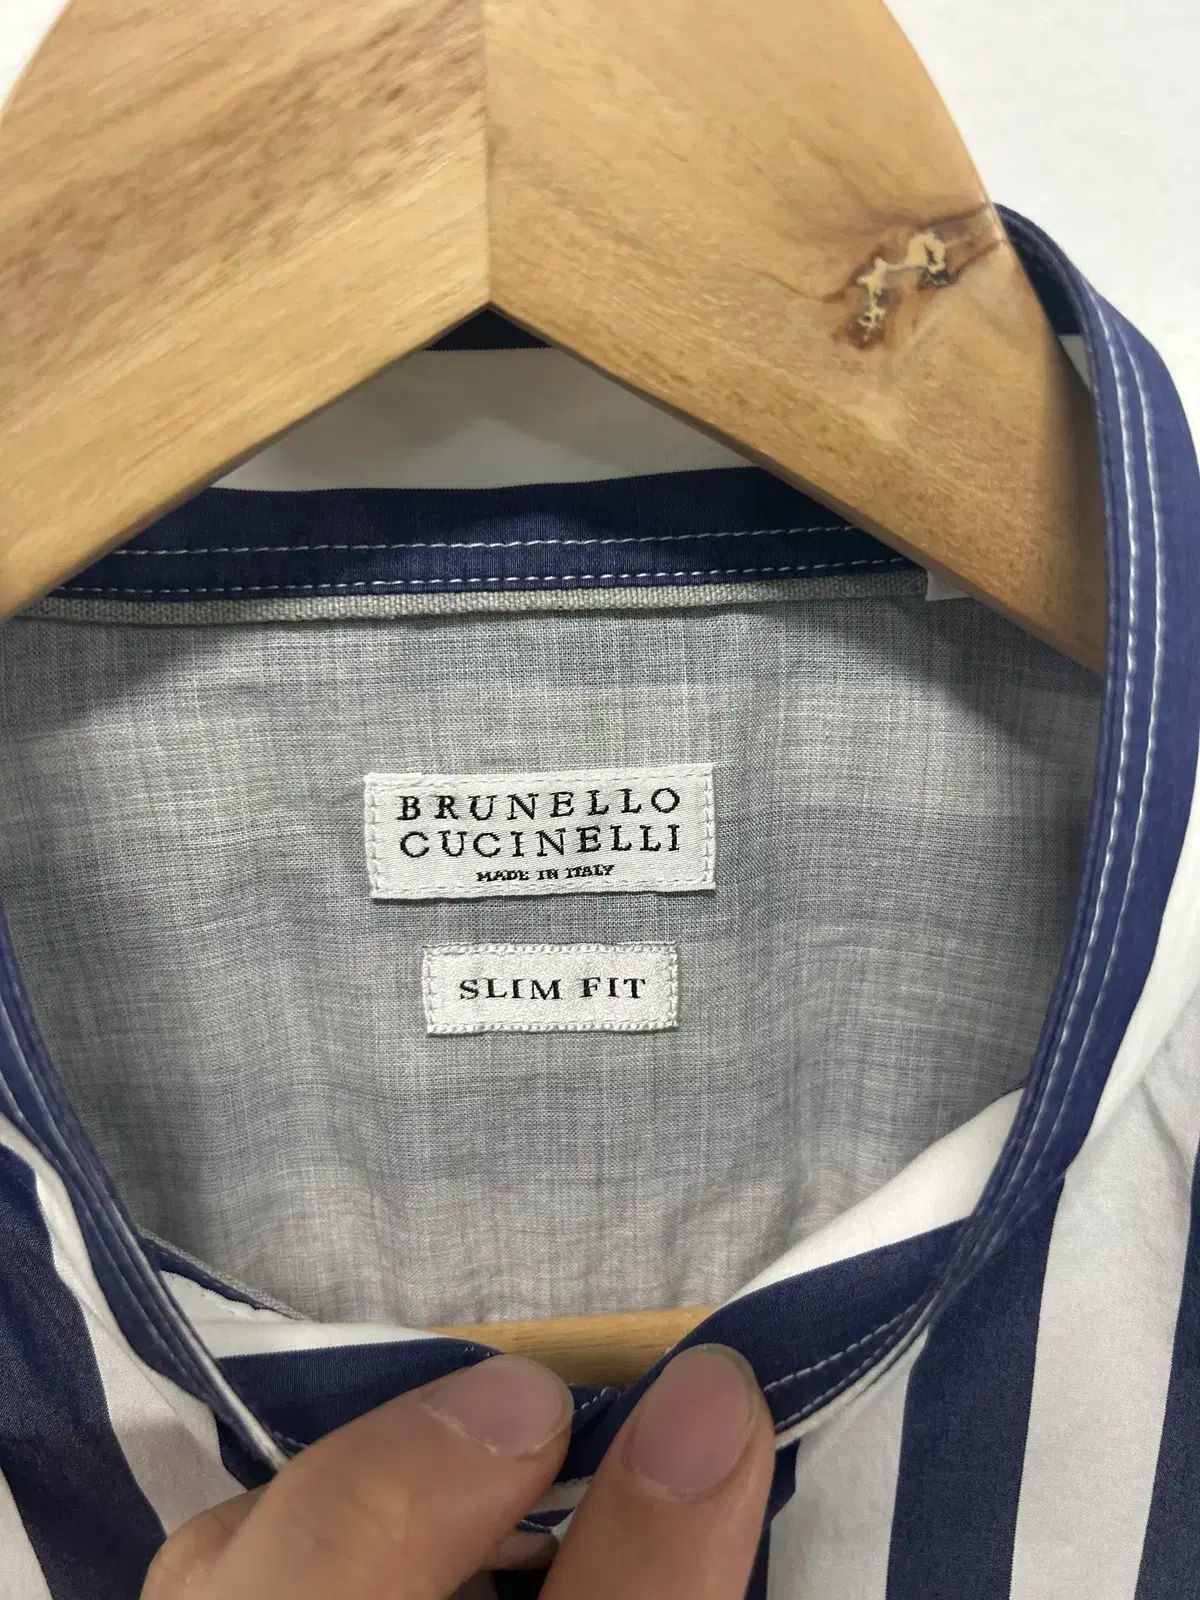 BRUNELLO
CUCINELLI
MADE IN ITALY
SLIM FIT